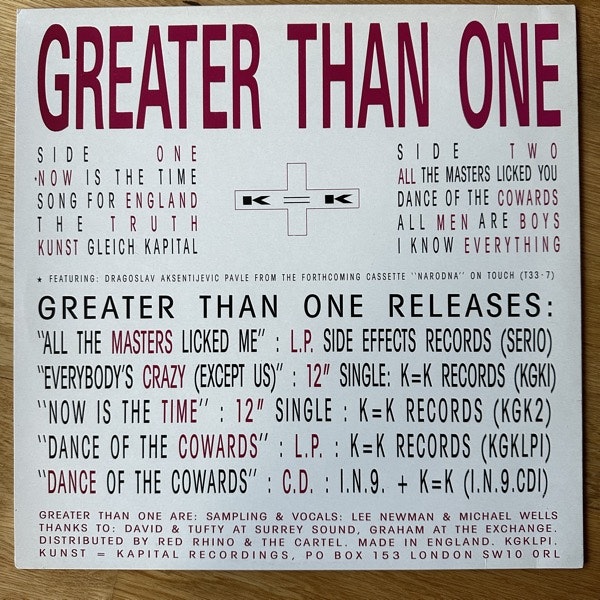 GREATER THAN ONE
SIDE ONE
·NOW IS THE TIME
SONG FOR ENGLAND
THE TRUTH
KUNST GLEICH KAPITAL
K = K
SIDE TWO
ALL THE MASTERS LICKED YOU
DANCE OF THE COWARDS
ALL MEN ARE BOYS
I KNOW EVERYTHING
★ FEATURING: DRAGOSLAV AKSENTIJEVIC PAVLE FROM THE FORTHCOMING CASSETTE "NARODNA" ON TOUCH (T33·7)
GREATER THAN ONE RELEASES:
"ALL THE MASTERS LICKED ME" : L.P. SIDE EFFECTS RECORDS (SERIO)
"EVERYBODY'S CRAZY (EXCEPT US)" : 12" SINGLE: K=K RECORDS (KGKI)
"NOW IS THE TIME" : 12" SINGLE : K=K RECORDS (KGK2)
"DANCE OF THE COWARDS" : L.P. : K=K RECORDS (KGKLPI)
"DANCE OF THE COWARDS" : C.D. : I.N.9. + K=K (I.N.9.CDI)
GREATER THAN ONE ARE: SAMPLING & VOCALS: LEE NEWMAN & MICHAEL WELLS
THANKS TO: DAVID & TUFTY AT SURREY SOUND, GRAHAM AT THE EXCHANGE.
DISTRIBUTED BY RED RHINO & THE CARTEL. MADE IN ENGLAND. KGKLPI.
KUNST = KAPITAL RECORDINGS, PO BOX 153 LONDON SW10 ORL